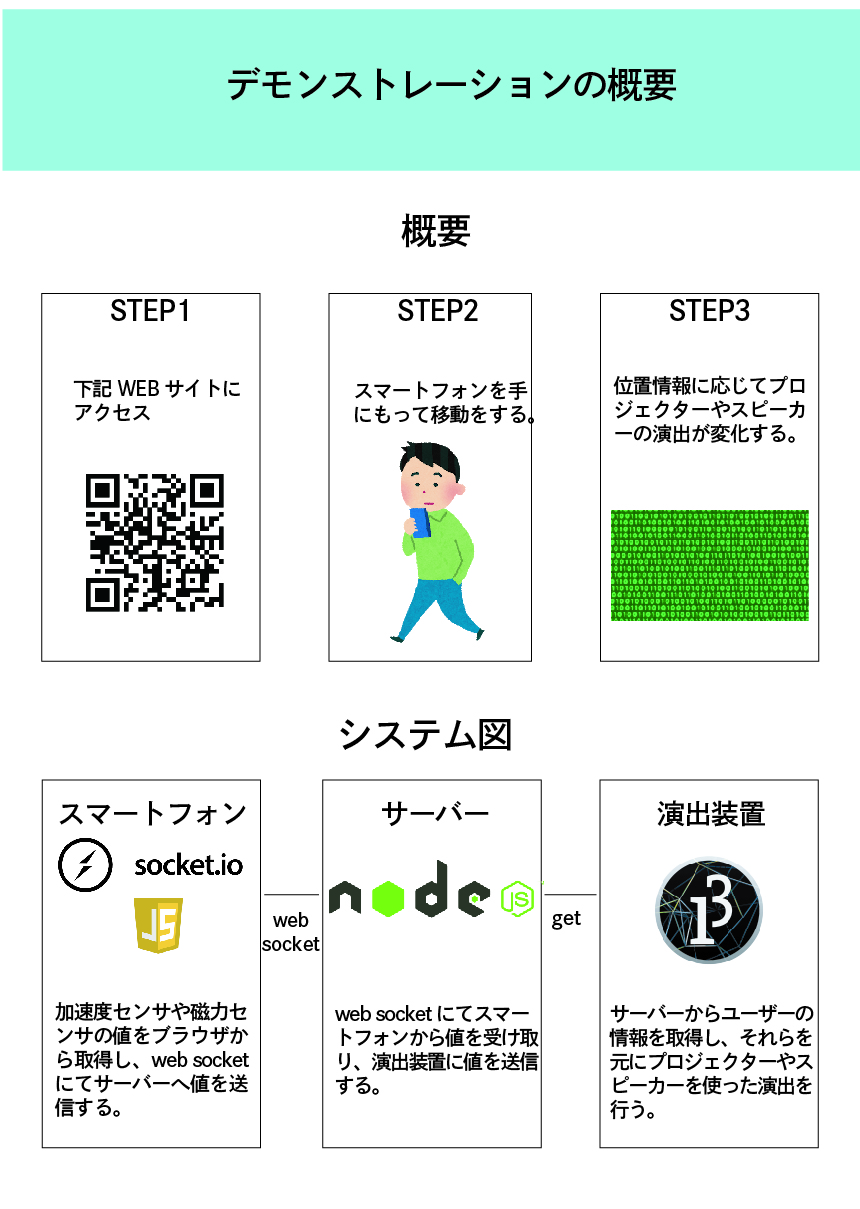 デモンストレーションの概要
概要
STEP1
下記 WEB サイトに
アクセス
STEP2
スマートフォンを手
にもって移動をする。
STEP3
位置情報に応じてプロ
ジェクターやスピーカ
ーの演出が変化する。
システム図
スマートフォン
socket.io
JS
加速度センサや磁力セ
ンサの値をブラウザか
ら取得し、web socket
にてサーバーへ値を送
信する。
web
socket
サーバー
node
JS
web socket にてスマー
トフォンから値を受け取
り、演出装置に値を送信
する。
get
演出装置
13
サーバーからユーザーの
情報を取得し、それらを
元にプロジェクターやス
ピーカーを使った演出を
行う。